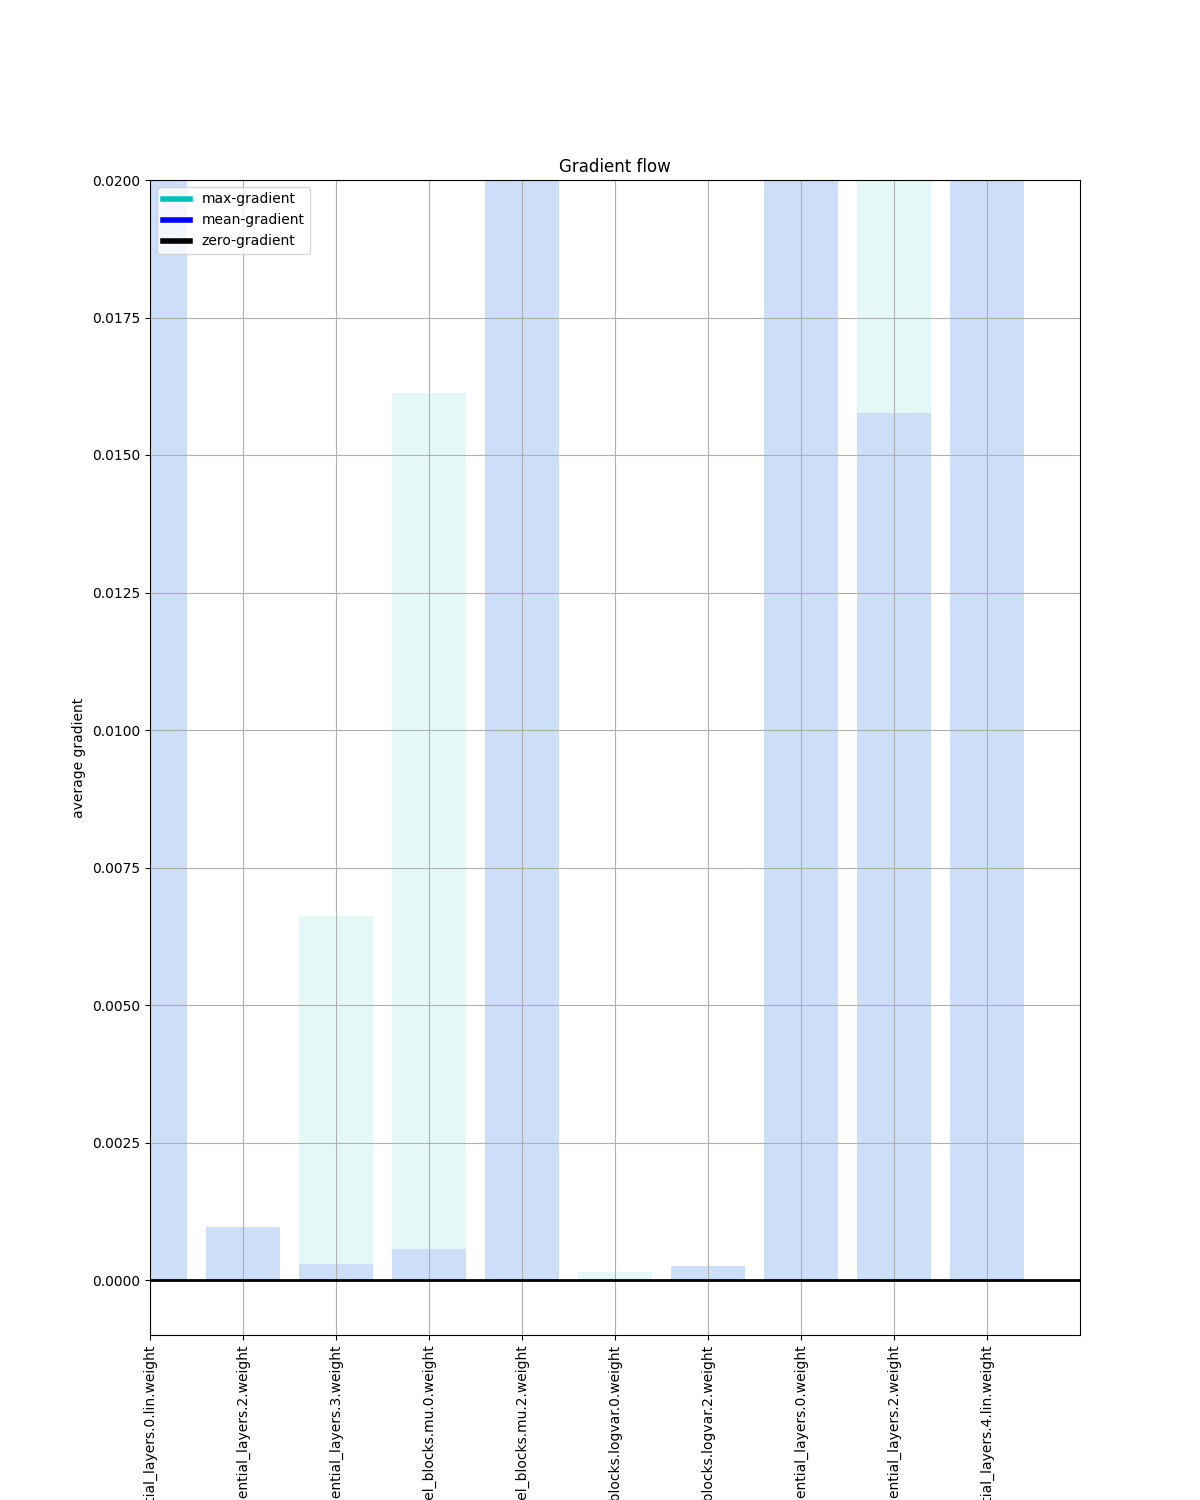 Gradient flow
max-gradient
mean-gradient
zero-gradient
0.0200
0.0175
0.0150
0.0125
0.0100
0.0075
0.0050
0.0025
0.0000
average gradient
tial_layers.0.lin.weight
ential_layers.2.weight
ential_layers.3.weight
el_blocks.mu.0.weight
el_blocks.mu.2.weight
blocks.logvar.0.weight
blocks.logvar.2.weight
ential_layers.0.weight
ential_layers.2.weight
tial_layers.4.lin.weight